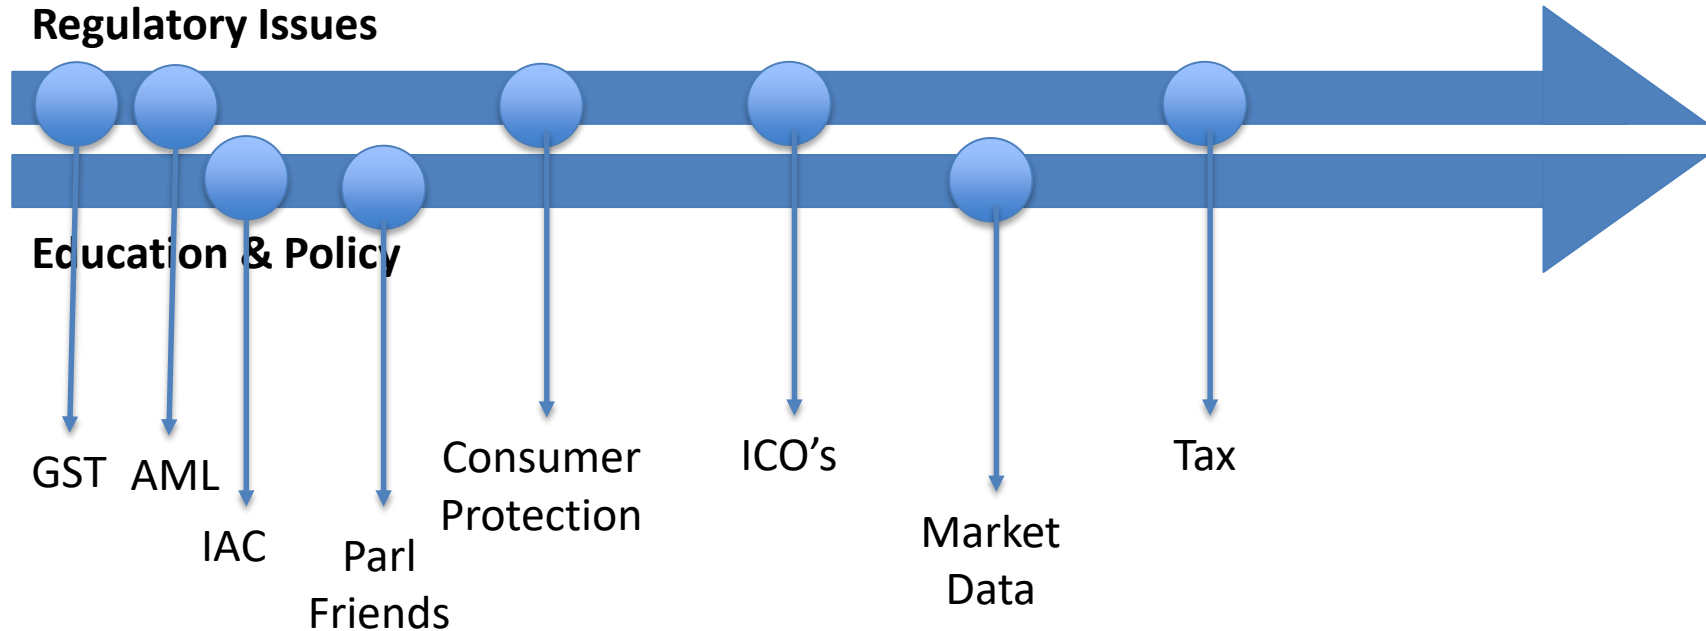 Regulatory Issues
Education & Policy
GST
AML
IAC
Parl
Friends
Consumer
Protection
ICO’s
Market
Data
Tax